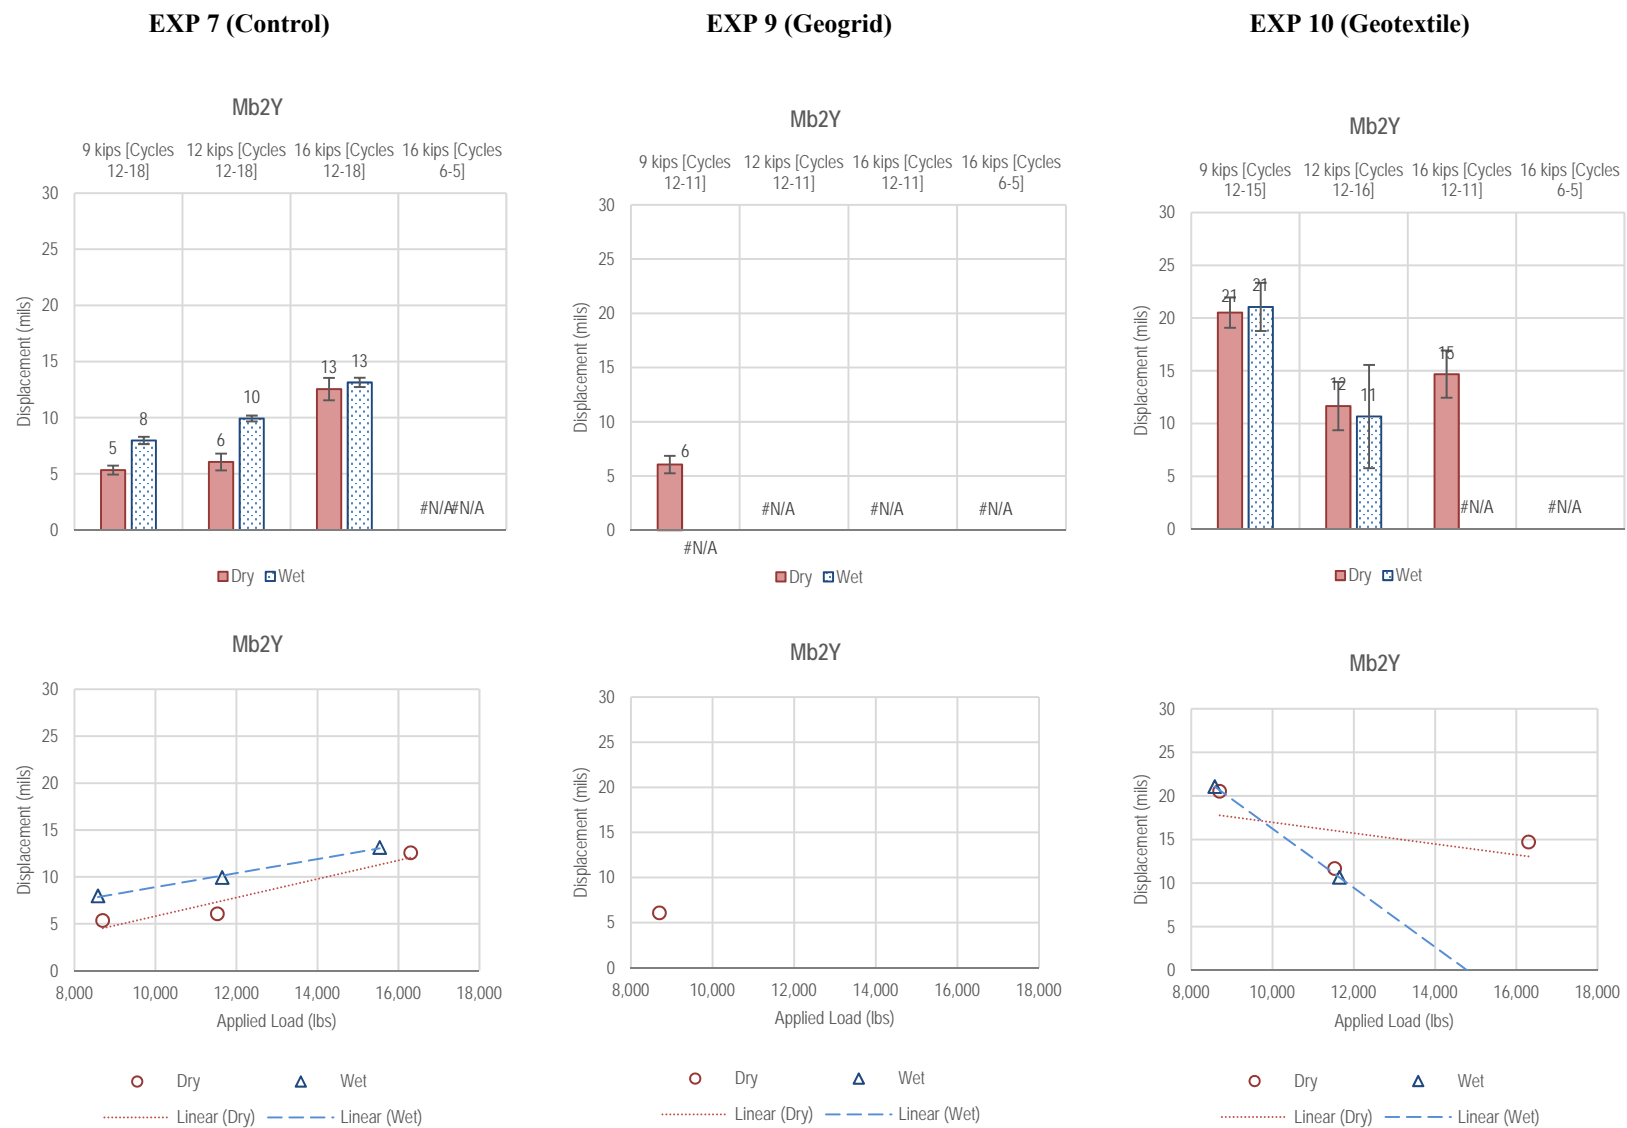 EXP 7 (Control)
EXP 9 (Geogrid)
EXP 10 (Geotextile)
Mb2Y
9 kips [Cycles 12 kips [Cycles 16 kips [Cycles 16 kips [Cycles
12-18] 12-18] 12-18] 6-5]
30
25
20
15
10
5
0
Displacement (mils)
5
8
6
10
13
13
#N/A#N/A
Dry Wet
Mb2Y
9 kips [Cycles 12 kips [Cycles 16 kips [Cycles 16 kips [Cycles
12-11] 12-11] 12-11] 6-5]
30
25
20
15
10
5
0
Displacement (mils)
6
#N/A
#N/A
#N/A
#N/A
Dry Wet
Mb2Y
9 kips [Cycles 12 kips [Cycles 16 kips [Cycles 16 kips [Cycles
12-15] 12-16] 12-11] 6-5]
30
25
20
15
10
5
0
Displacement (mils)
21
21
12
11
15
#N/A
#N/A
Dry Wet
Mb2Y
30
25
20
15
10
5
0
Displacement (mils)
8,000 10,000 12,000 14,000 16,000 18,000
Applied Load (lbs)
Dry Wet
Linear (Dry) Linear (Wet)
Mb2Y
30
25
20
15
10
5
0
Displacement (mils)
8,000 10,000 12,000 14,000 16,000 18,000
Applied Load (lbs)
Dry Wet
Linear (Dry) Linear (Wet)
Mb2Y
30
25
20
15
10
5
0
Displacement (mils)
8,000 10,000 12,000 14,000 16,000 18,000
Applied Load (lbs)
Dry Wet
Linear (Dry) Linear (Wet)